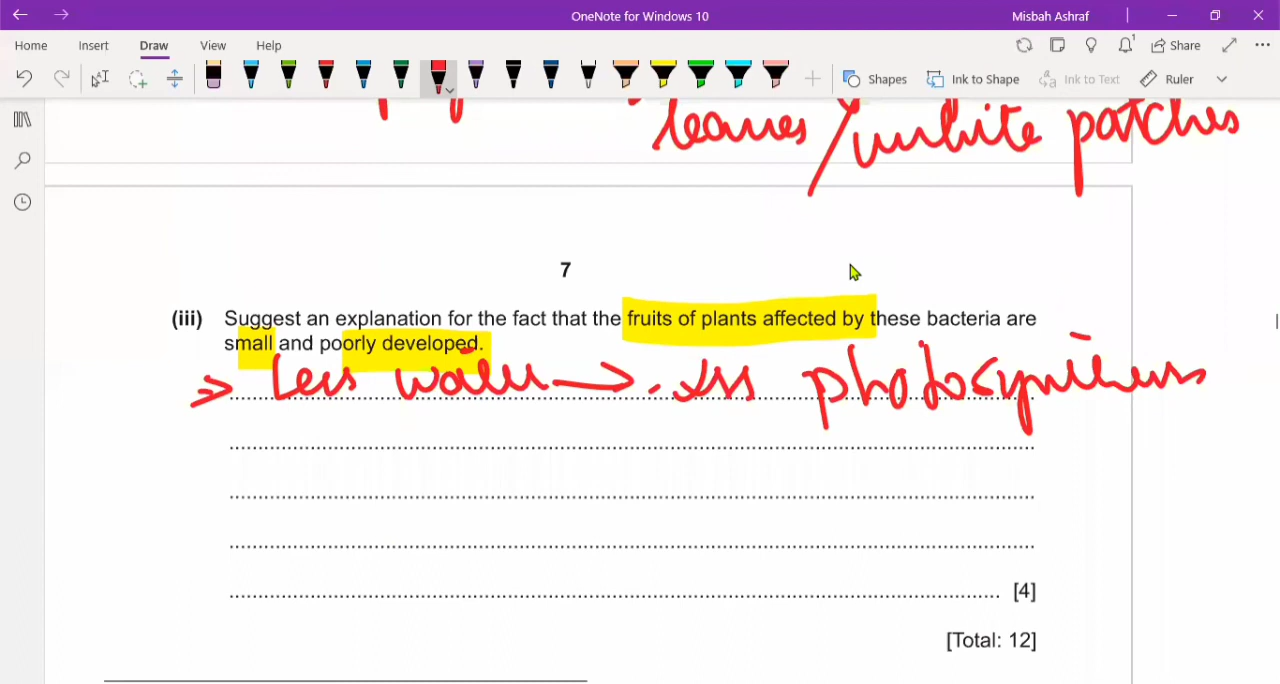 OneNote for Windows 10
Misbah Ashraf
Home Insert Draw View Help
Share
Shapes Ink to Shape Ink to Text Ruler
leaves/white patches
7
(iii) Suggest an explanation for the fact that the fruits of plants affected by these bacteria are
small and poorly developed.
⇒ Less water → less photosynthesis
[4]
[Total: 12]